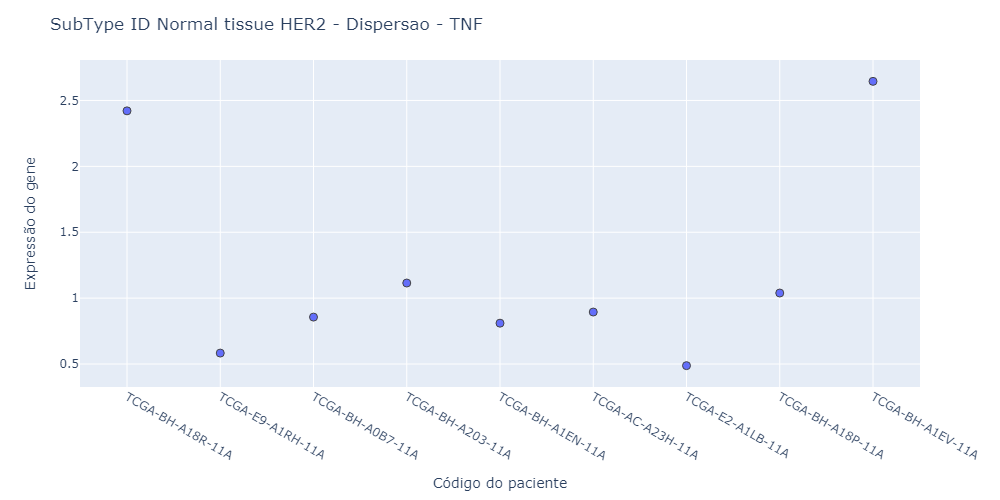 SubType ID Normal tissue HER2 - Dispersao - TNF
Expressão do gene
2.5
2
1.5
1
0.5
TCGA-BH-A18R-11A
TCGA-E9-A1RH-11A
TCGA-BH-A0B7-11A
TCGA-BH-A203-11A
TCGA-BH-A1EN-11A
TCGA-AC-A23H-11A
TCGA-E2-A1LB-11A
TCGA-BH-A18P-11A
TCGA-BH-A1EV-11A
Código do paciente